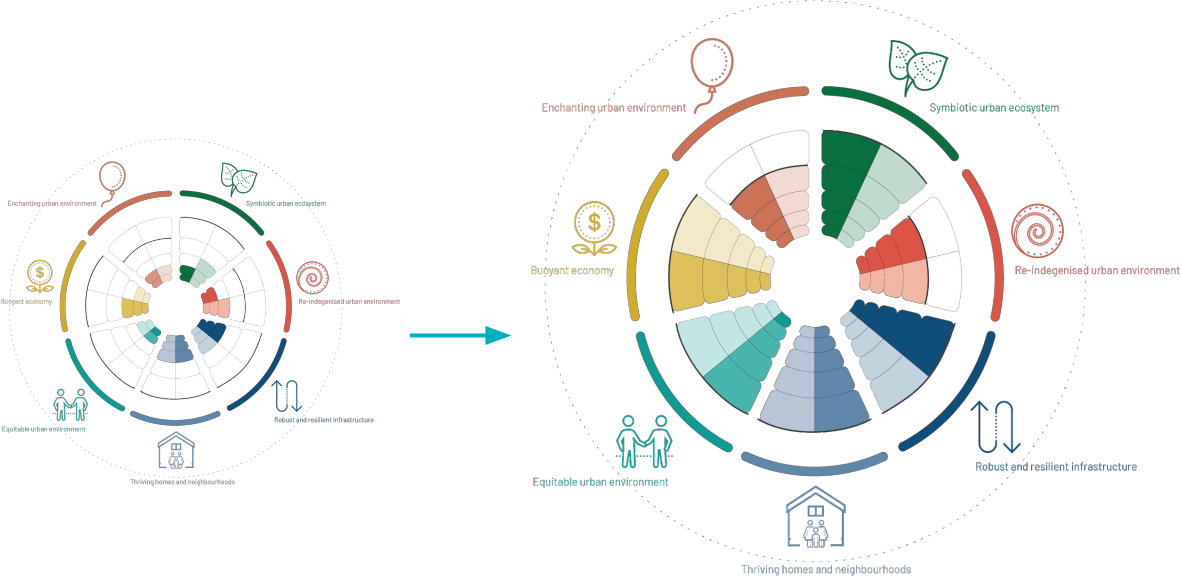 Enchanting urban environment
Symbiotic urban ecosystem
$
Buoyant economy
Re-indegenised urban environment
Equitable urban environment
Robust and resilient infrastructure
Thriving homes and neighbourhoods
Enchanting urban environment
Symbiotic urban ecosystem
$
Buoyant economy
Re-indegenised urban environment
Equitable urban environment
Robust and resilient infrastructure
Thriving homes and neighbourhoods